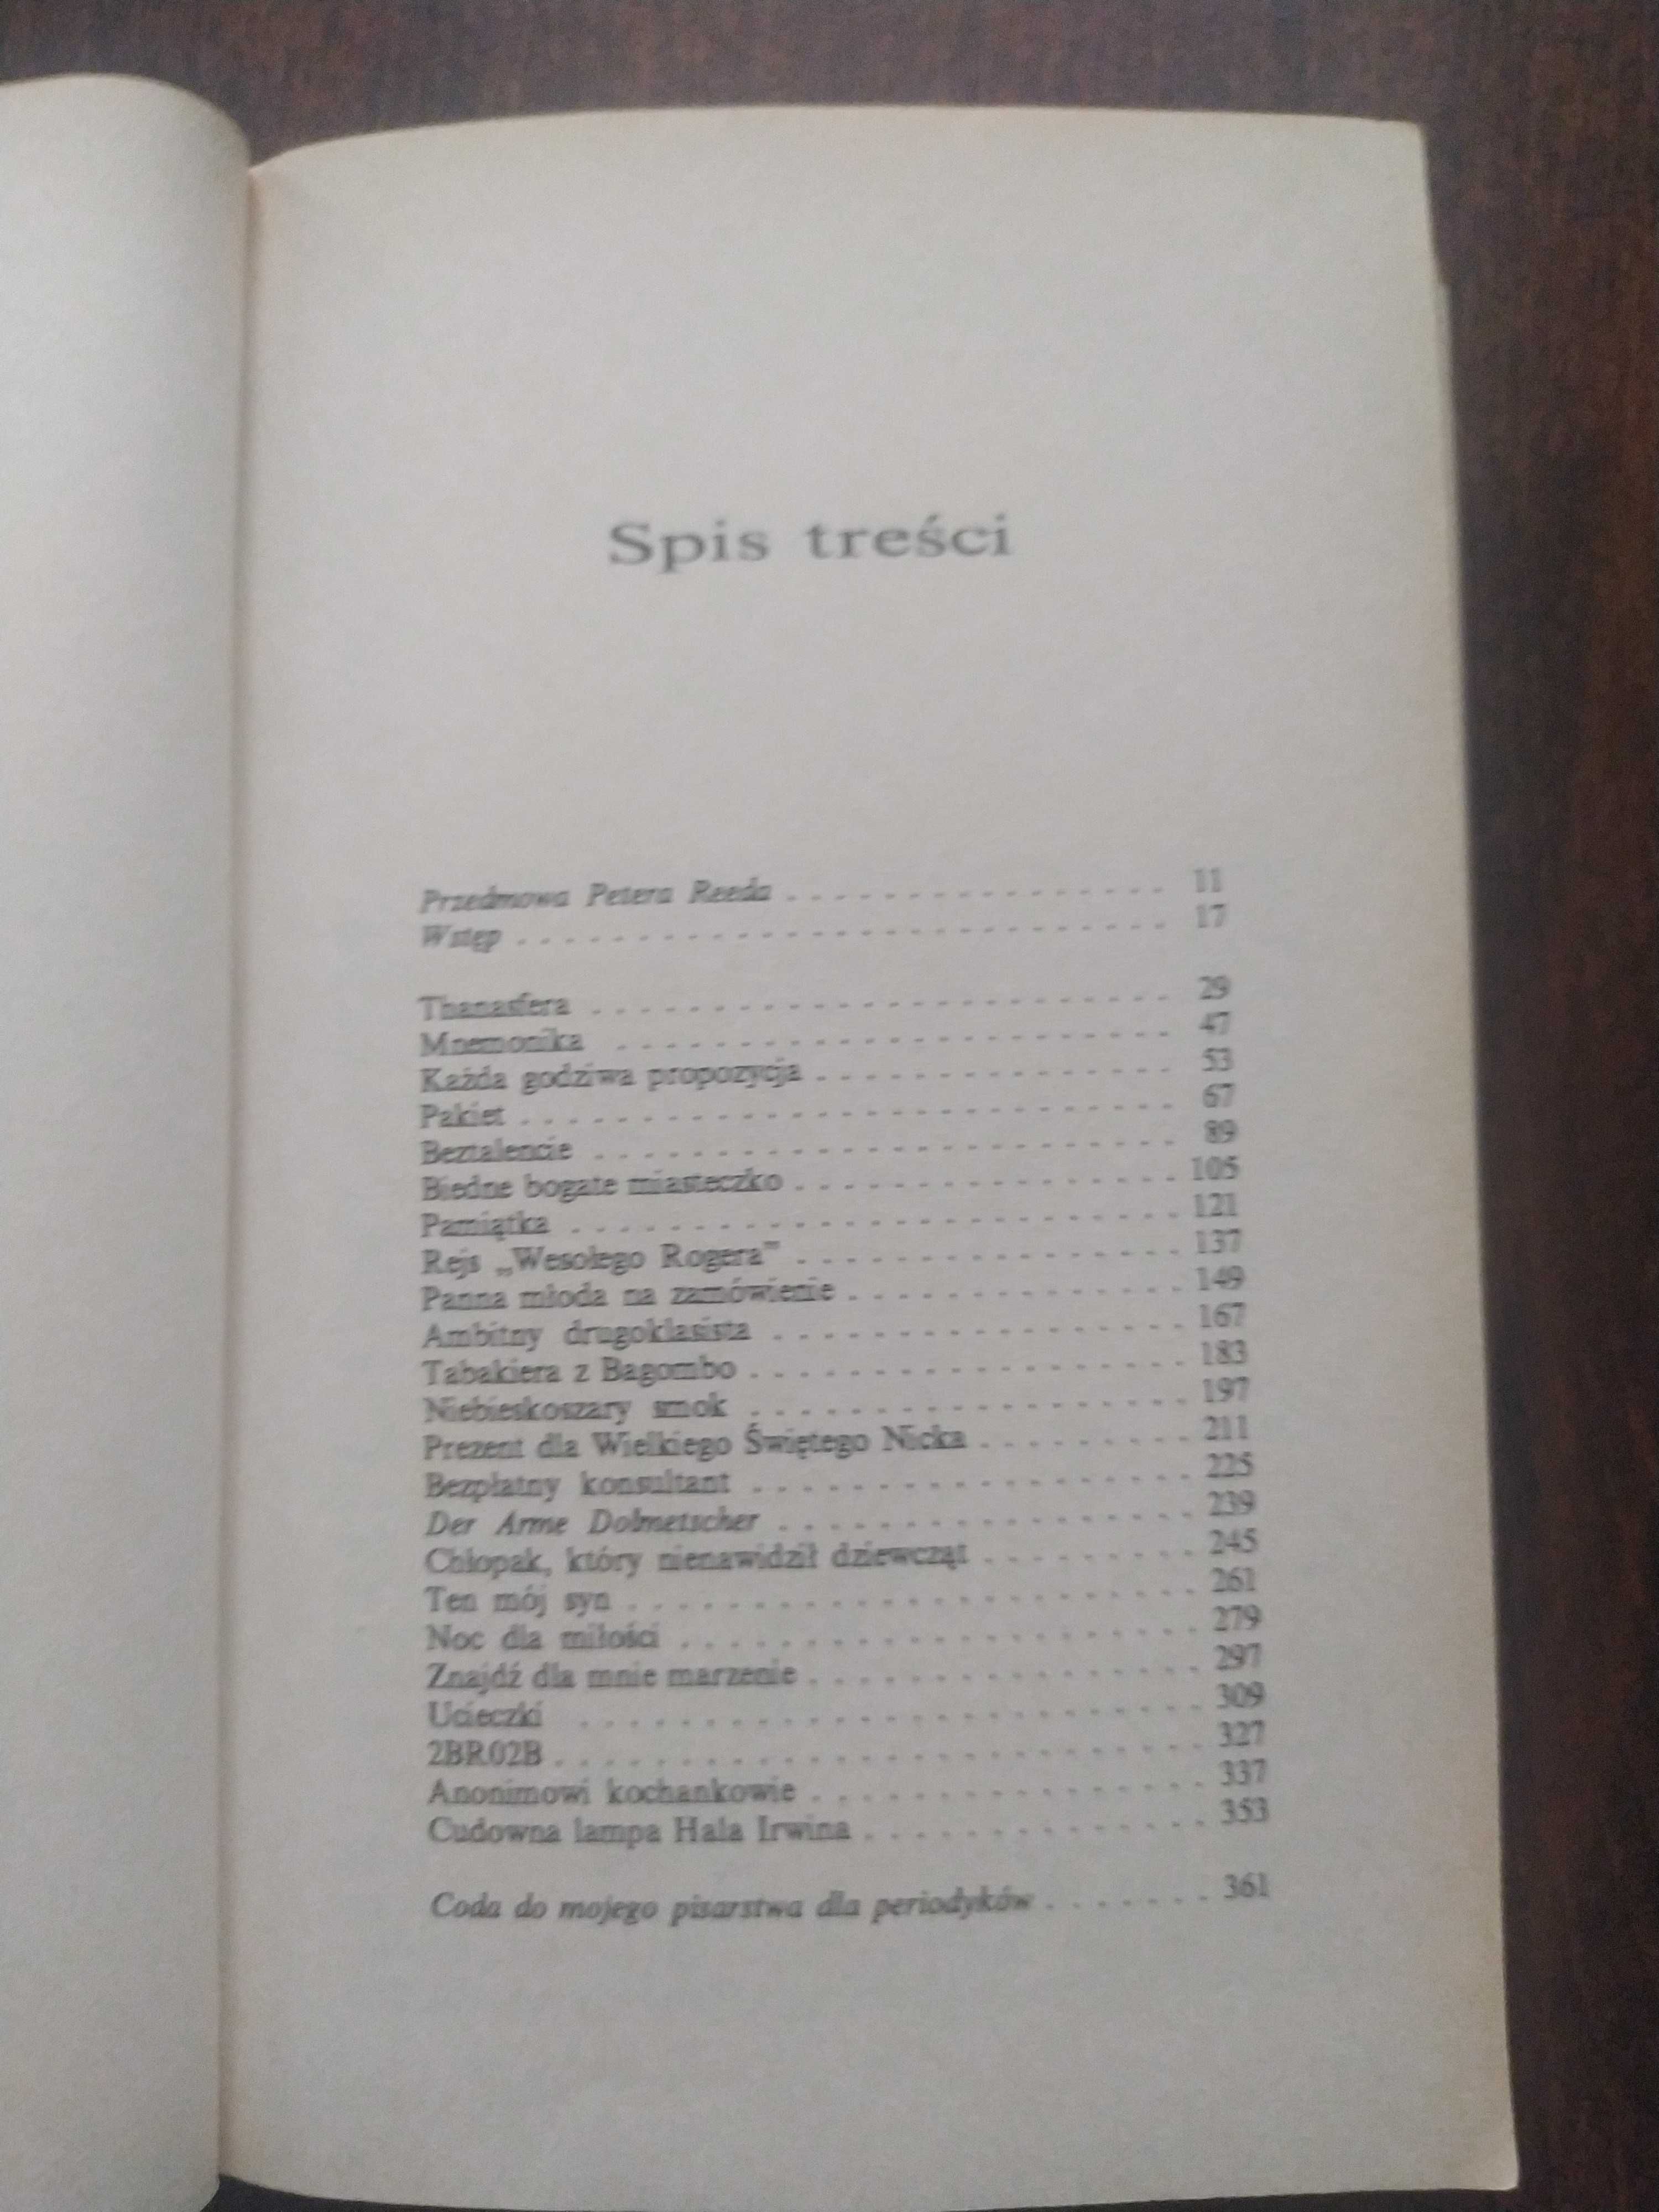 Spis treści
Przedmowa Petera Reeda . . . . . . . . . . . . . . . . 11
Wstęp . . . . . . . . . . . . . . . . . . . . . . . . . . . 17
Thanasfera . . . . . . . . . . . . . . . . . . . . . . . . 29
Mnemonika . . . . . . . . . . . . . . . . . . . . . . . 47
Każda godziwa propozycja . . . . . . . . . . . . . . . 53
Pakiet . . . . . . . . . . . . . . . . . . . . . . . . . . . 67
Beztalencie . . . . . . . . . . . . . . . . . . . . . . . . 89
Biedne bogate miasteczko . . . . . . . . . . . . . . . . 105
Pamiątka . . . . . . . . . . . . . . . . . . . . . . . . . 121
Rejs „Wesołego Rogera” . . . . . . . . . . . . . . . . 137
Panna młoda na zamówienie . . . . . . . . . . . . . . 149
Ambitny drugoklasista . . . . . . . . . . . . . . . . . 167
Tabakiera z Bagombo . . . . . . . . . . . . . . . . . . 183
Niebieskoszary smok . . . . . . . . . . . . . . . . . . 197
Prezent dla Wielkiego Świętego Nicka . . . . . . . . . 211
Bezpłatny konsultant . . . . . . . . . . . . . . . . . . 225
Der Arme Dolmetscher . . . . . . . . . . . . . . . . . 239
Chłopak, który nienawidził dziewcząt . . . . . . . . . 245
Ten mój syn . . . . . . . . . . . . . . . . . . . . . . . 261
Noc dla miłości . . . . . . . . . . . . . . . . . . . . . 279
Znajdź dla mnie marzenie . . . . . . . . . . . . . . . . 297
Ucieczki . . . . . . . . . . . . . . . . . . . . . . . . . 309
2BR02B . . . . . . . . . . . . . . . . . . . . . . . . . . 327
Anonimowi kochankowie . . . . . . . . . . . . . . . . 337
Cudowna lampa Hala Irwina . . . . . . . . . . . . . . 353
Coda do mojego pisarstwa dla periodyków . . . . . . . 361